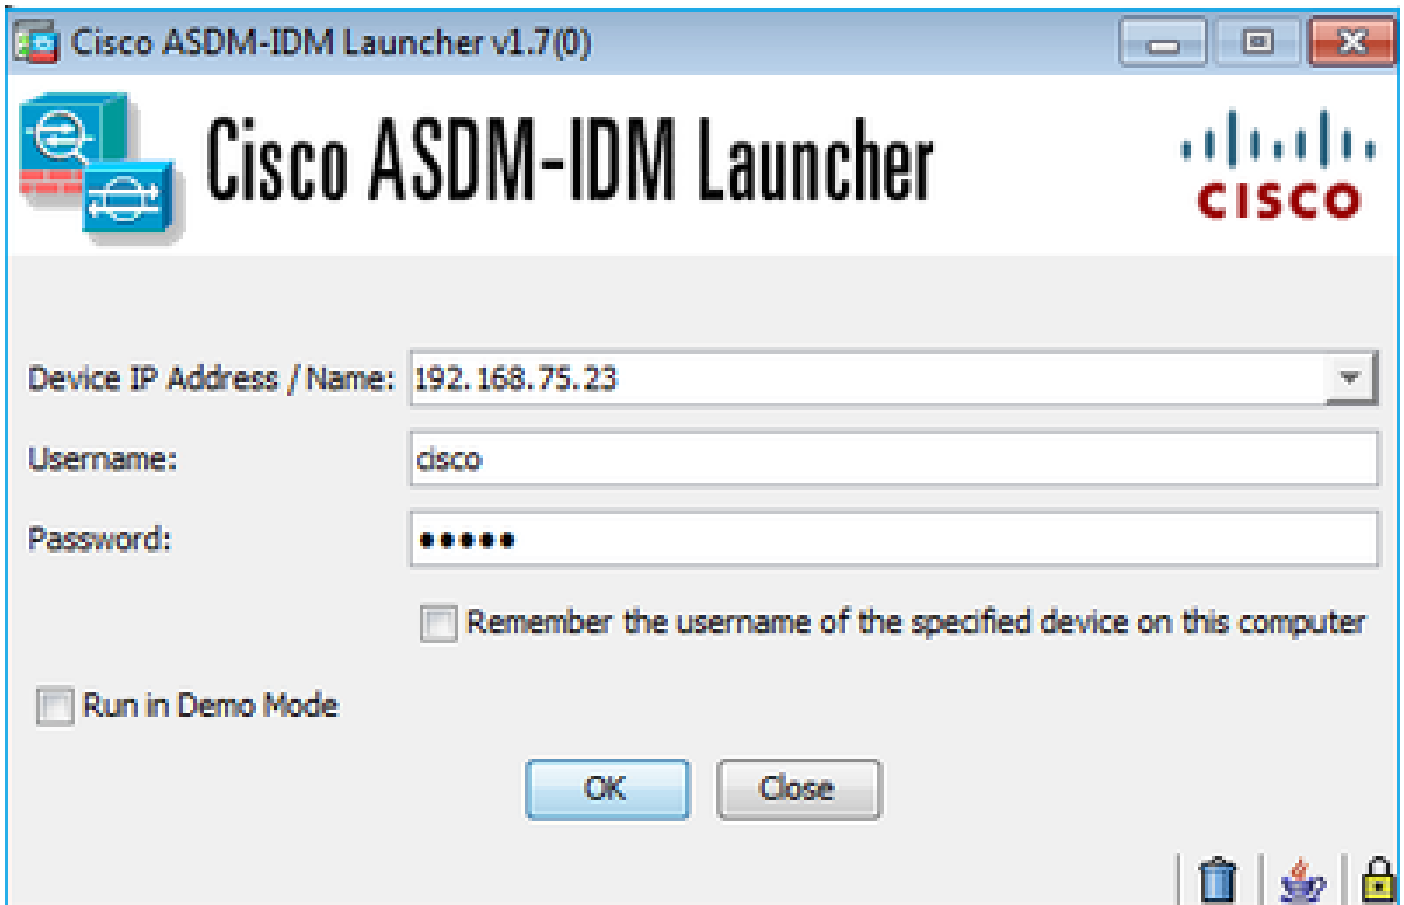 Cisco ASDM-IDM Launcher v1.7(0)
Cisco ASDM-IDM Launcher
CISCO
Device IP Address / Name: 192.168.75.23
Username: cisco
Password: •••••
Remember the username of the specified device on this computer
Run in Demo Mode
OK Close